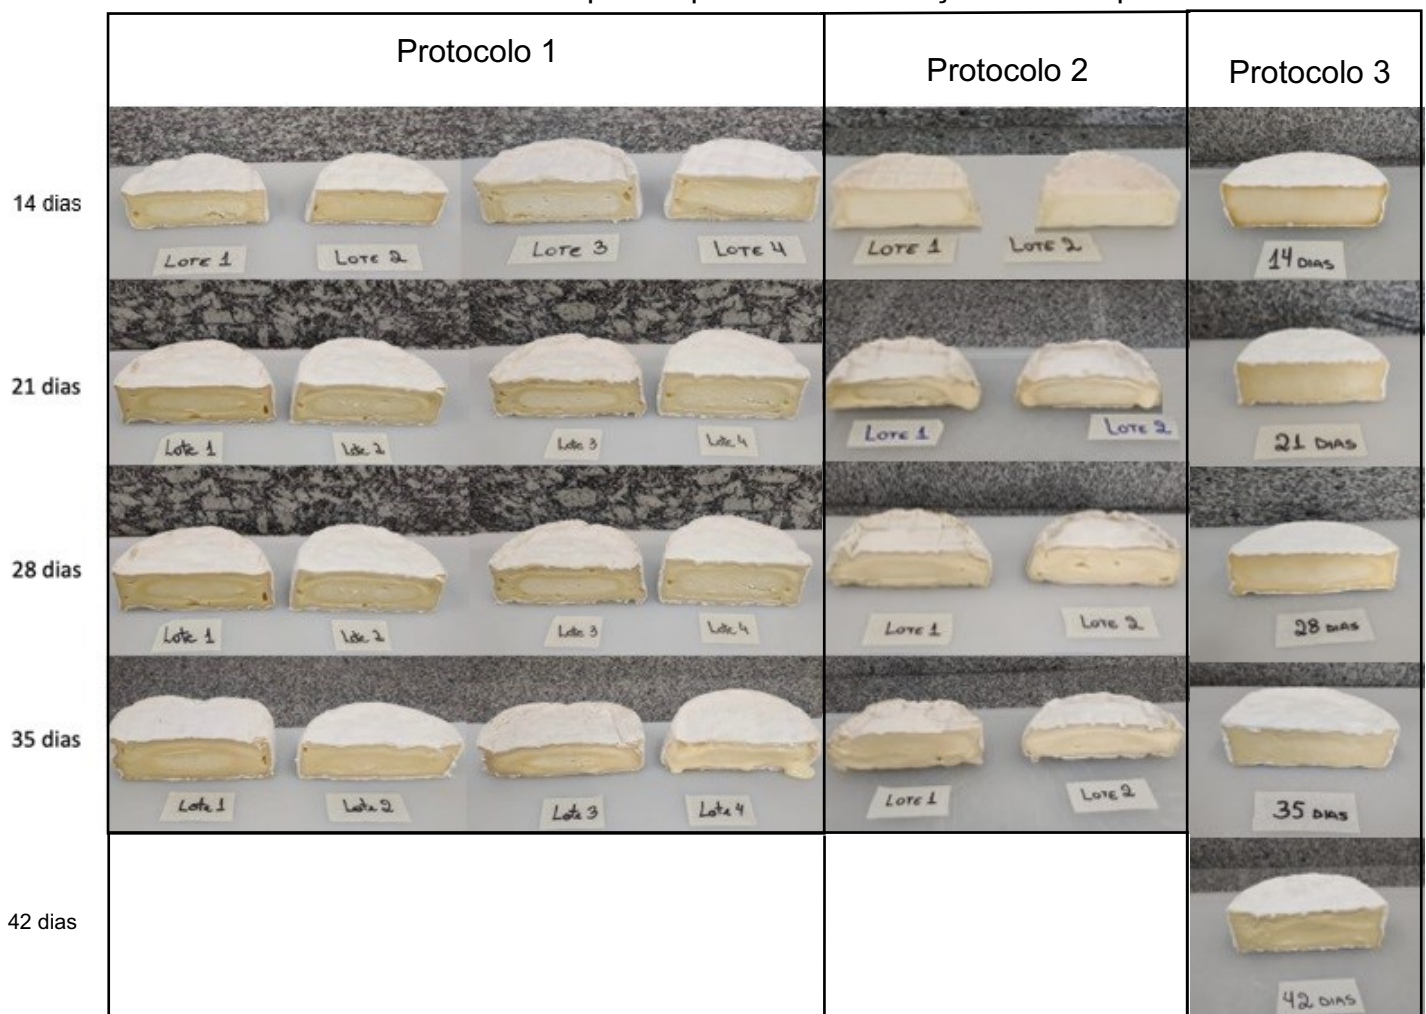 Protocolo 1
Protocolo 2
Protocolo 3
14 dias
LOTE 1
LOTE 2
LOTE 3
LOTE 4
LOTE 1
LOTE 2
14 DIAS
21 dias
Lote 1
Lote 2
Lote 3
Lote 4
LOTE 1
LOTE 2
21 DIAS
28 dias
Lote 1
Lote 2
Lote 3
Lote 4
LOTE 1
LOTE 2
28 DIAS
35 dias
Lote 1
Lote 2
Lote 3
Lote 4
LOTE 1
LOTE 2
35 DIAS
42 dias
42 DIAS